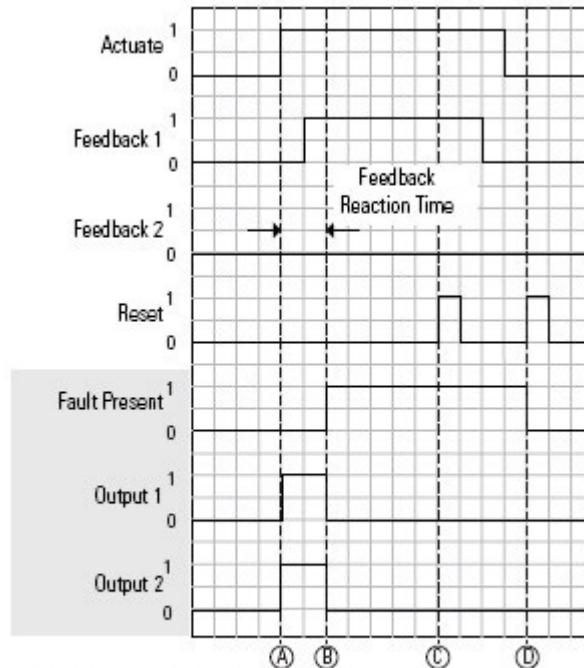 Actuate 1
0
Feedback 1 1
0
Feedback
Reaction Time
Feedback 2 1
0
Reset 1
0
Fault Present 1
0
Output 1 1
0
Output 2 1
0
A B C D